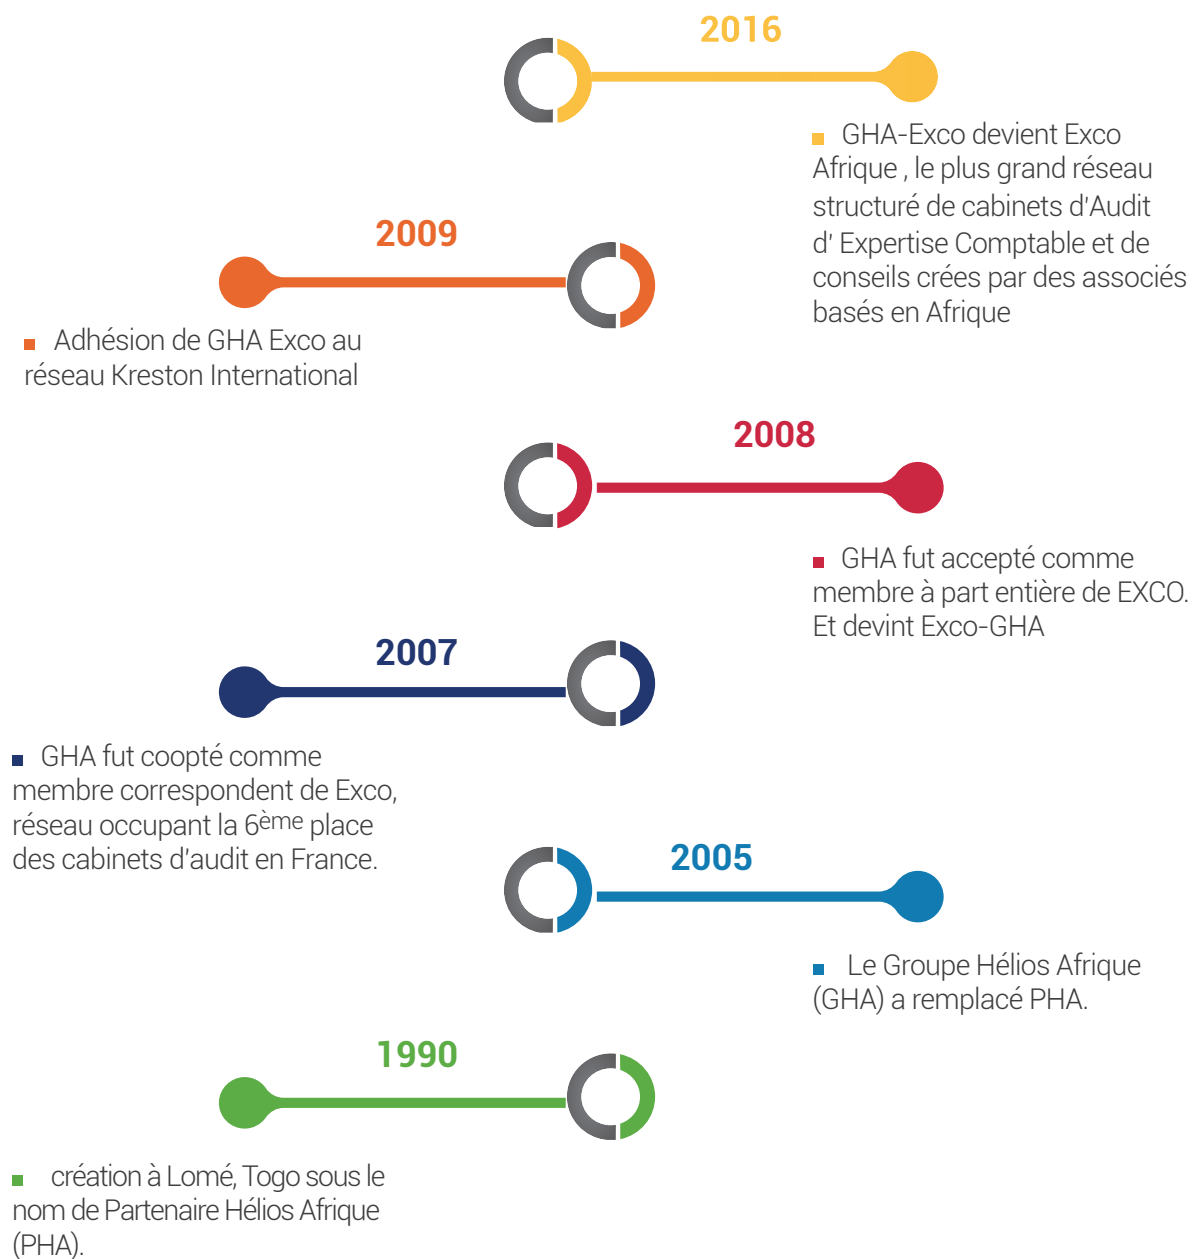 2016
GHA-Exco devient Exco
Afrique , le plus grand réseau
structuré de cabinets d'Audit
d' Expertise Comptable et de
conseils crées par des associés
basés en Afrique
2009
Adhésion de GHA Exco au
réseau Kreston International
2008
GHA fut accepté comme
membre à part entière de EXCO.
Et devint Exco-GHA
2007
GHA fut coopté comme
membre correspondent de Exco,
réseau occupant la 6ème place
des cabinets d'audit en France.
2005
Le Groupe Hélios Afrique
(GHA) a remplacé PHA.
1990
création à Lomé, Togo sous le
nom de Partenaire Hélios Afrique
(PHA).